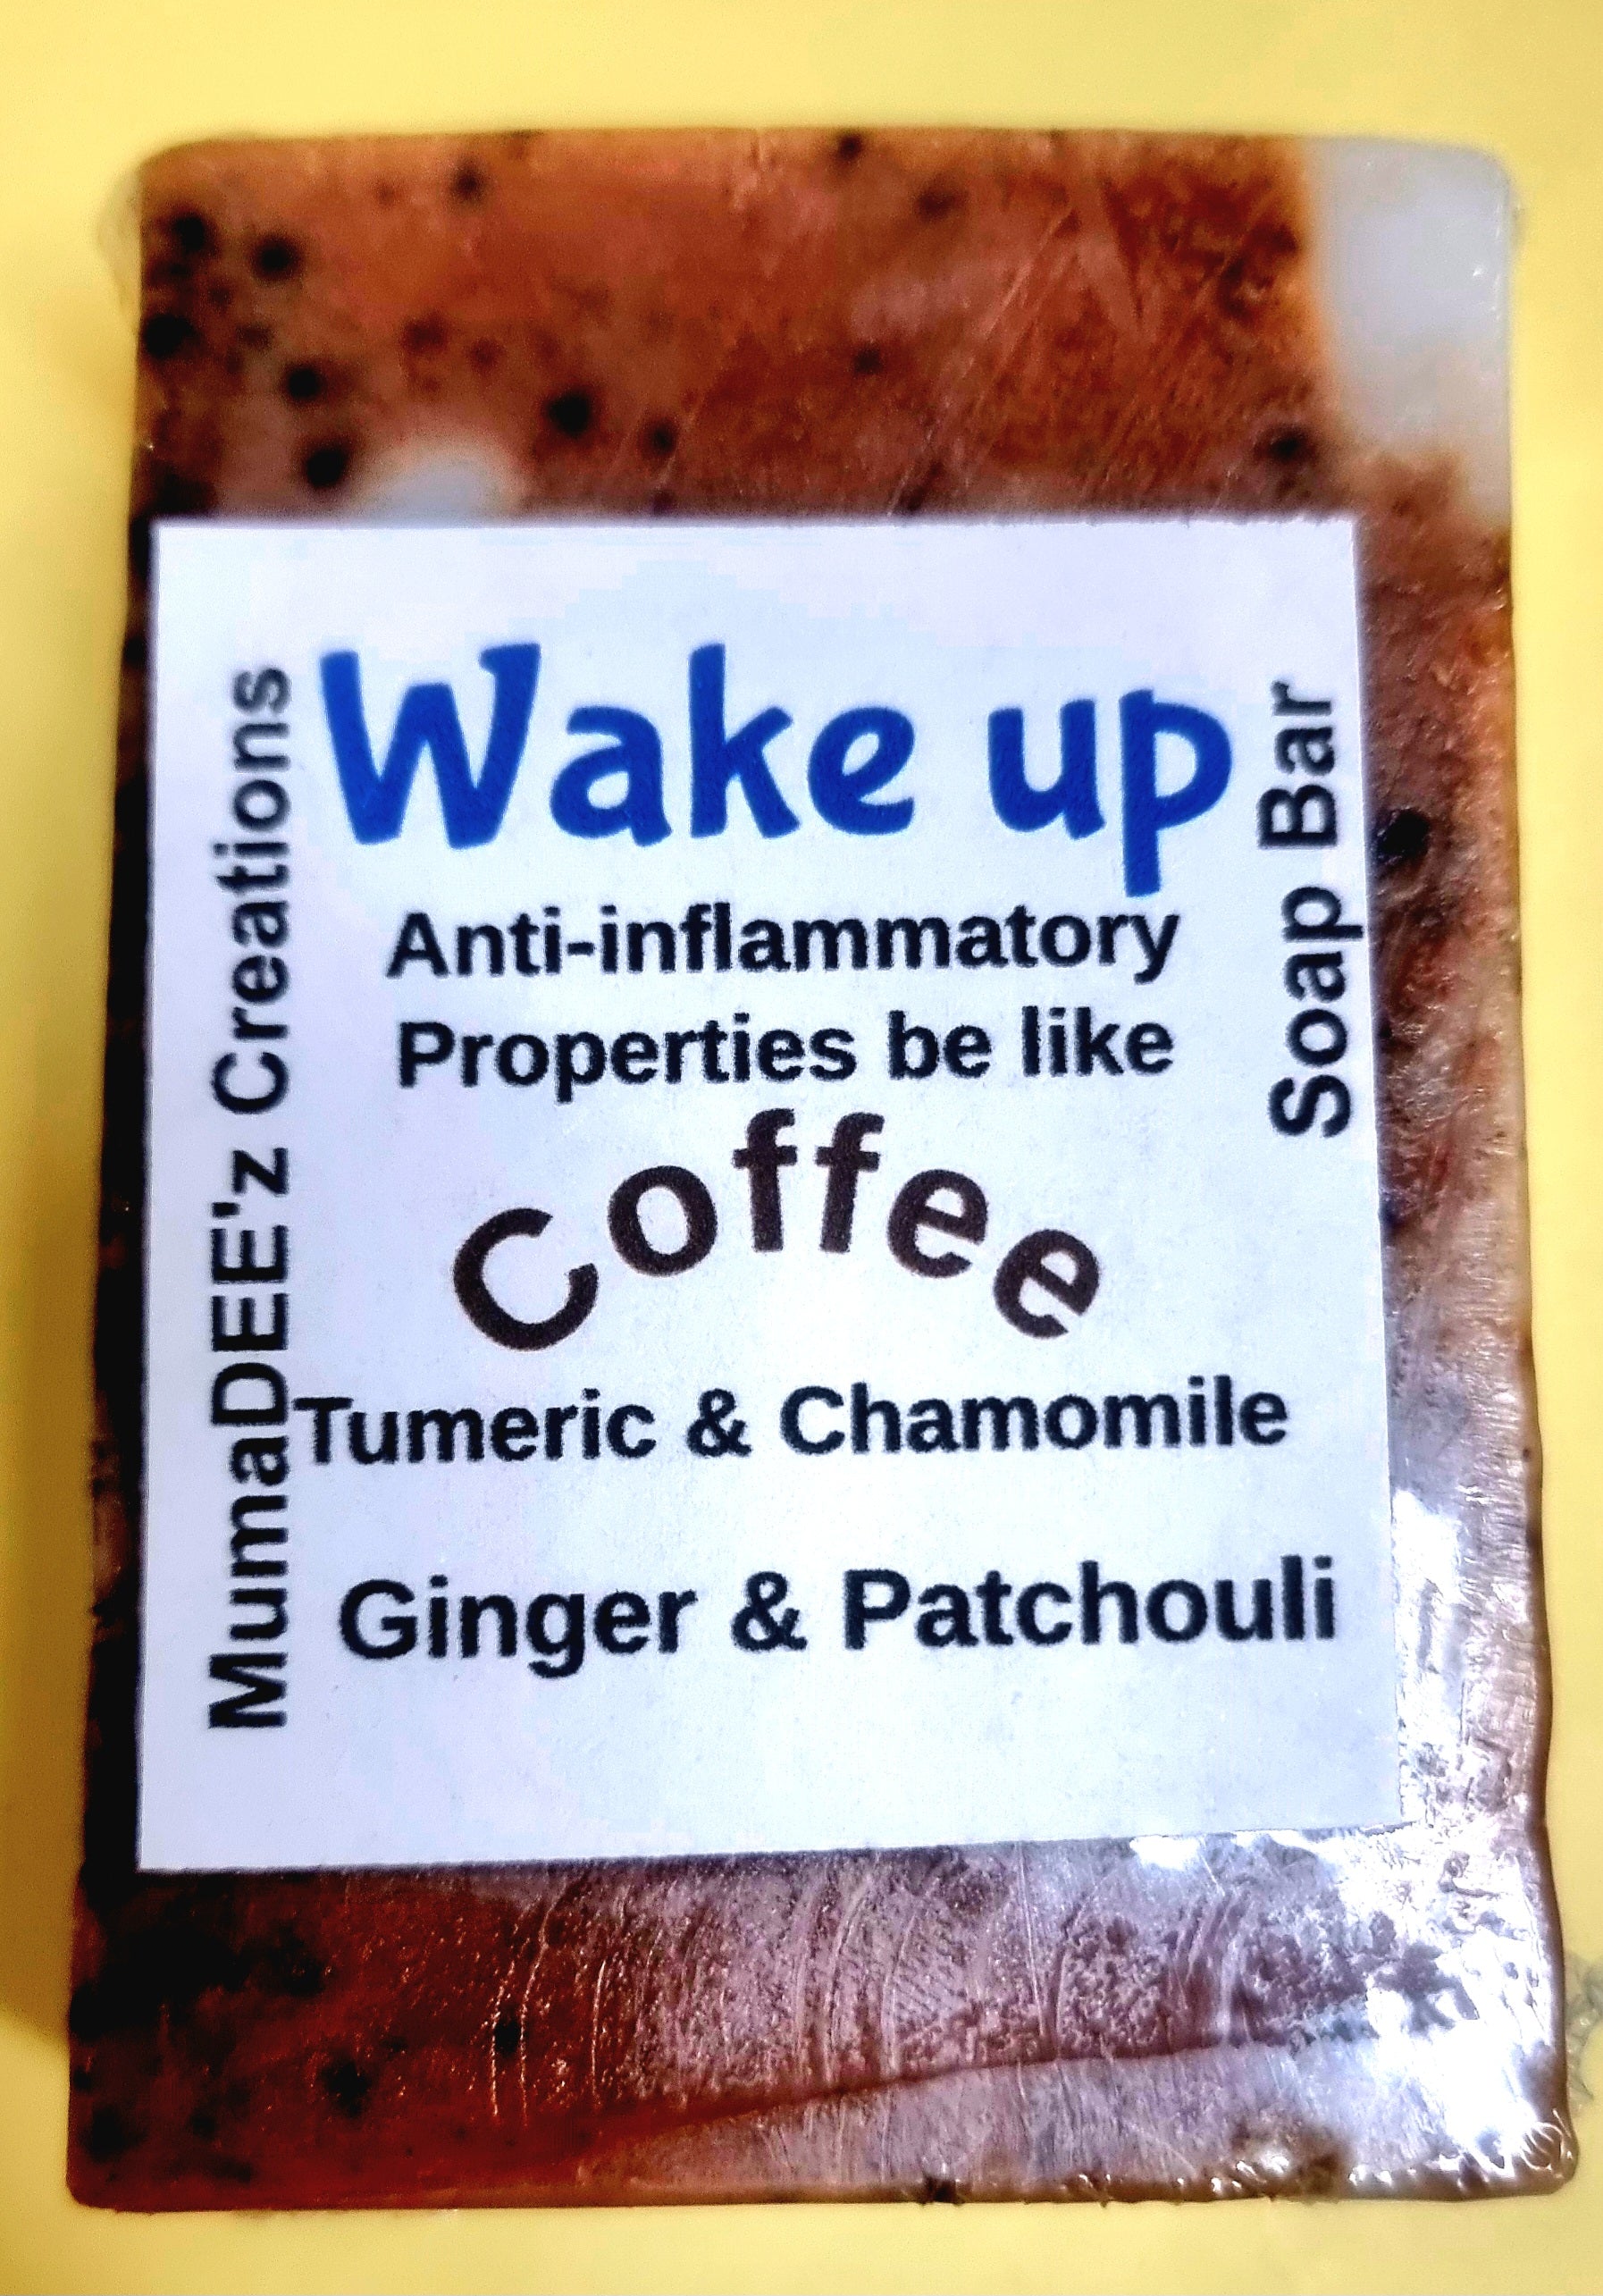 Wake up
Anti-inflammatory
Properties be like
Coffee
Tumeric & Chamomile
Ginger & Patchouli
MumaDEE'z Creations
Soap Bar